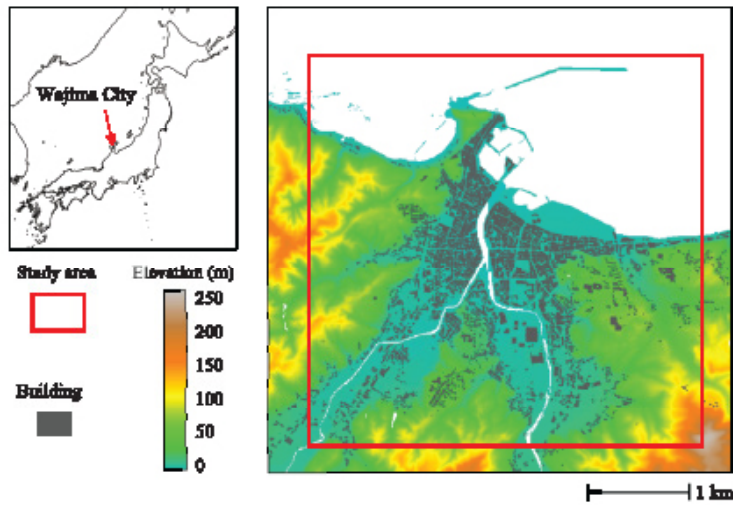 Wajima City
Study area
Elevation (m)
250
200
150
100
50
0
Building
1 km